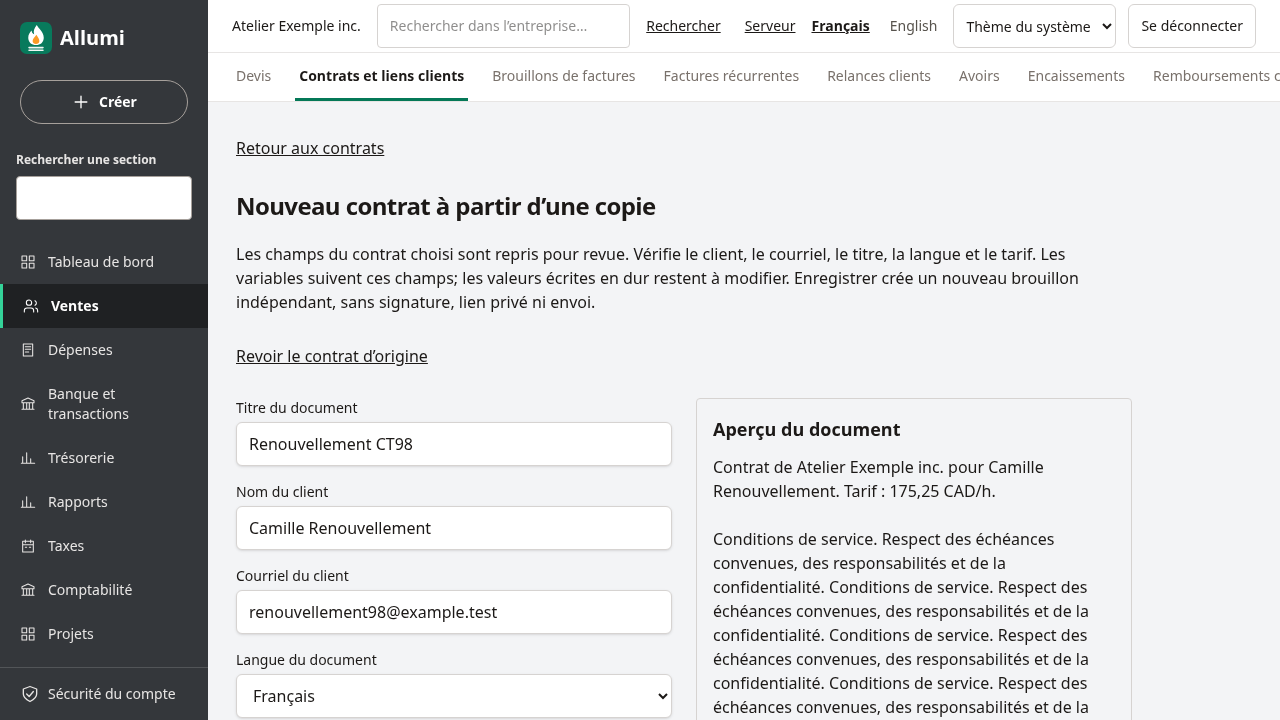 Allumi
Créer
Rechercher une section
Tableau de bord
Ventes
Dépenses
Banque et
transactions
Trésorerie
Rapports
Taxes
Comptabilité
Projets
Sécurité du compte
Atelier Exemple inc.
Rechercher dans l’entreprise…
Rechercher
Serveur
Français
English
Thème du système
Se déconnecter
Devis
Contrats et liens clients
Brouillons de factures
Factures récurrentes
Relances clients
Avoirs
Encaissements
Remboursements c
Retour aux contrats
Nouveau contrat à partir d’une copie
Les champs du contrat choisi sont repris pour revue. Vérifie le client, le courriel, le titre, la langue et le tarif. Les
variables suivent ces champs; les valeurs écrites en dur restent à modifier. Enregistrer crée un nouveau brouillon
indépendant, sans signature, lien privé ni envoi.
Revoir le contrat d’origine
Titre du document
Renouvellement CT98
Nom du client
Camille Renouvellement
Courriel du client
renouvellement98@example.test
Langue du document
Français
Aperçu du document
Contrat de Atelier Exemple inc. pour Camille
Renouvellement. Tarif : 175,25 CAD/h.
Conditions de service. Respect des échéances
convenues, des responsabilités et de la
confidentialité. Conditions de service. Respect des
échéances convenues, des responsabilités et de la
confidentialité. Conditions de service. Respect des
échéances convenues, des responsabilités et de la
confidentialité. Conditions de service. Respect des
échéances convenues, des responsabilités et de la